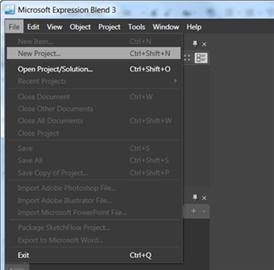 Microsoft Expression Blend 3
File Edit View Object Project Tools Window Help
New Item... Ctrl+N
New Project... Ctrl+Shift+N
Open Project/Solution... Ctrl+Shift+O
Recent Projects
Close Document Ctrl+W
Close Other Documents
Close All Documents Ctrl+Shift+W
Close Project
Save Ctrl+S
Save All Ctrl+Shift+S
Save Copy of Project... Ctrl+Shift+P
Import Adobe Photoshop File...
Import Adobe Illustrator File...
Import Microsoft PowerPoint File...
Package SketchFlow Project...
Export to Microsoft Word...
Exit Ctrl+Q